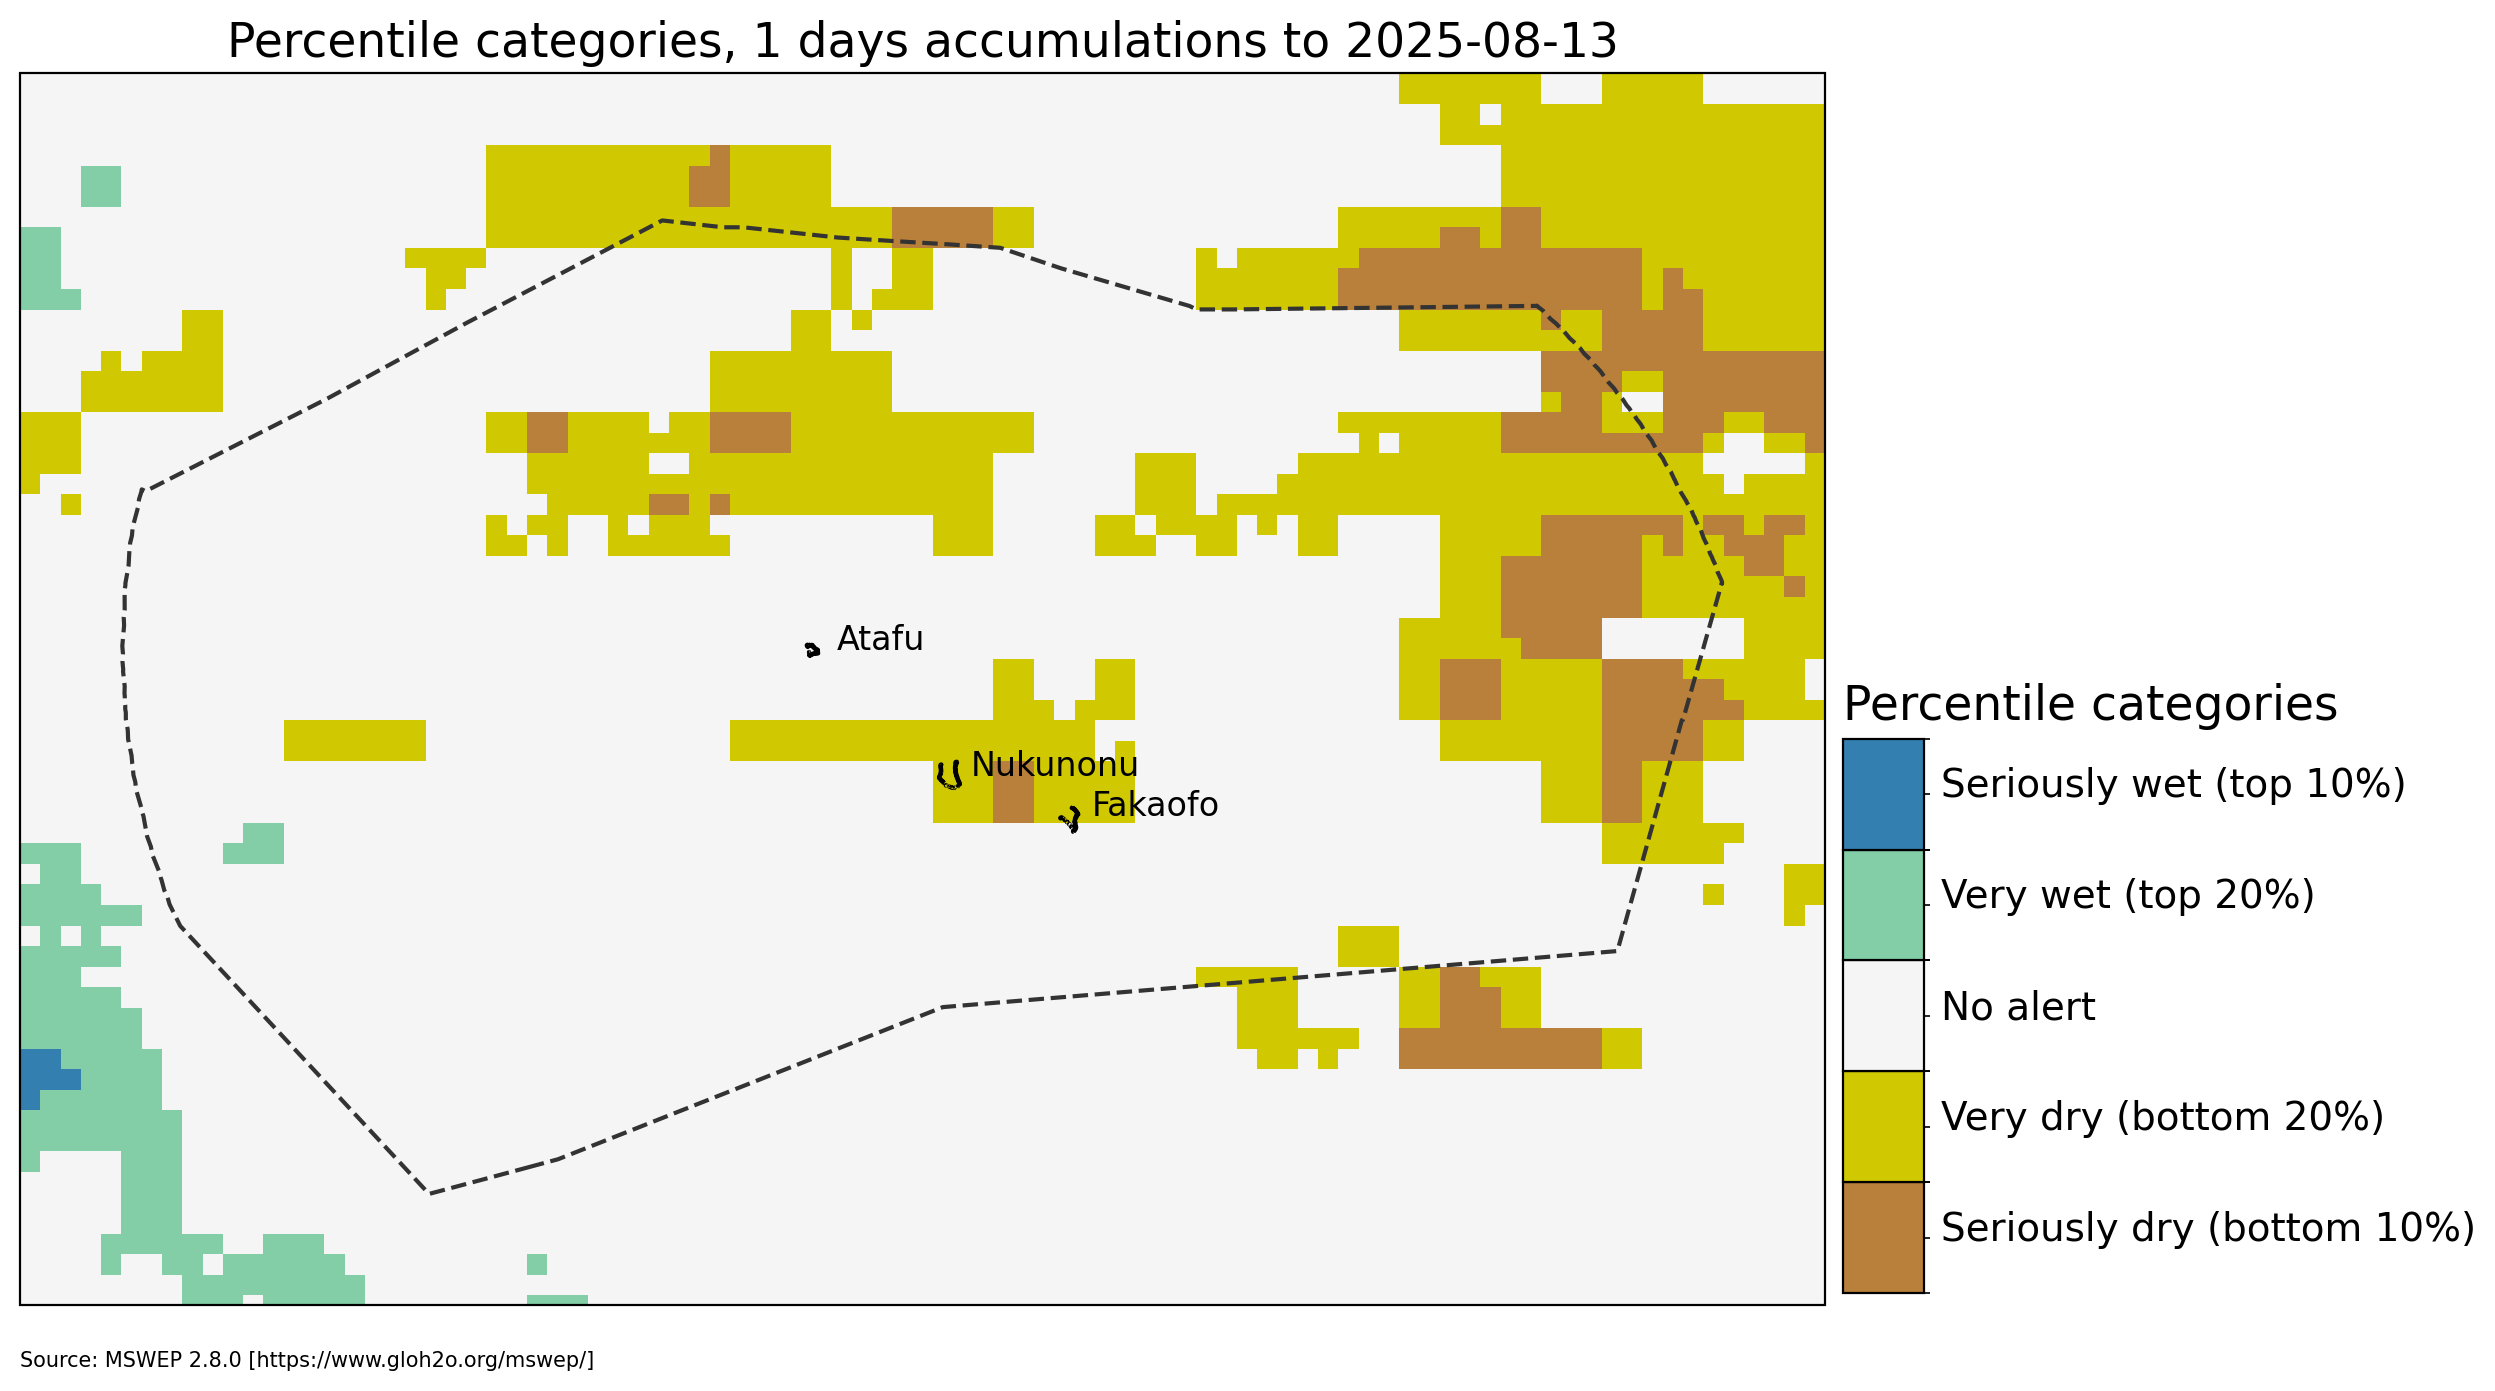 Percentile categories, 1 days accumulations to 2025-08-13
Atafu
Nukunonu
Fakaofo
Percentile categories
Seriously wet (top 10%)
Very wet (top 20%)
No alert
Very dry (bottom 20%)
Seriously dry (bottom 10%)
Source: MSWEP 2.8.0 [https://www.gloh2o.org/mswep/]